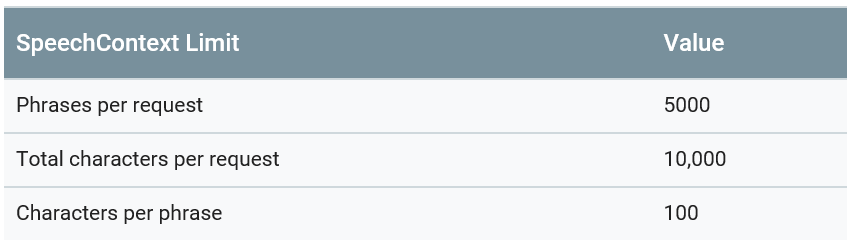 SpeechContext Limit Value
Phrases per request 5000
Total characters per request 10,000
Characters per phrase 100